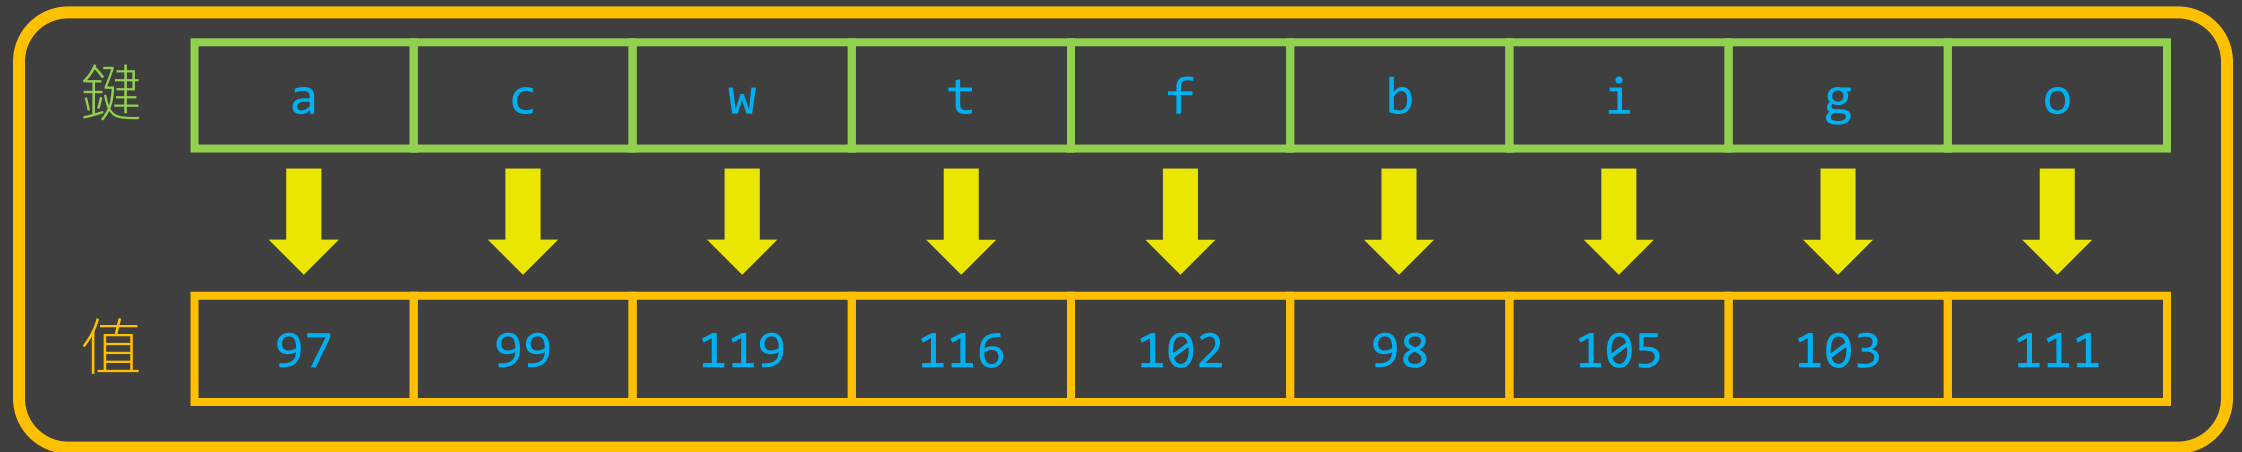 鍵 a c w t f b i g o
值 97 99 119 116 102 98 105 103 111